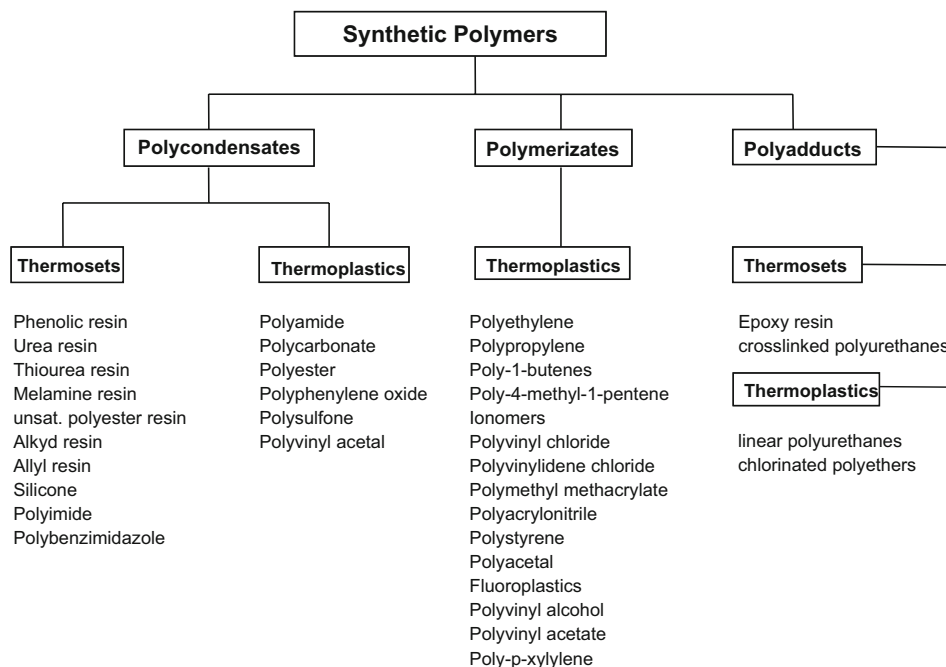 Synthetic Polymers
Polycondensates
Polymerizates
Polyadducts
Thermosets
Thermoplastics
Thermoplastics
Thermosets
Phenolic resin
Urea resin
Thiourea resin
Melamine resin
unsat. polyester resin
Alkyd resin
Allyl resin
Silicone
Polyimide
Polybenzimidazole
Polyamide
Polycarbonate
Polyester
Polyphenylene oxide
Polysulfone
Polyvinyl acetal
Polyethylene
Polypropylene
Poly-1-butenes
Poly-4-methyl-1-pentene
Ionomers
Polyvinyl chloride
Polyvinylidene chloride
Polymethyl methacrylate
Polyacrylonitrile
Polystyrene
Polyacetal
Fluoroplastics
Polyvinyl alcohol
Polyvinyl acetate
Poly-p-xylylene
Epoxy resin
crosslinked polyurethanes
Thermoplastics
linear polyurethanes
chlorinated polyethers